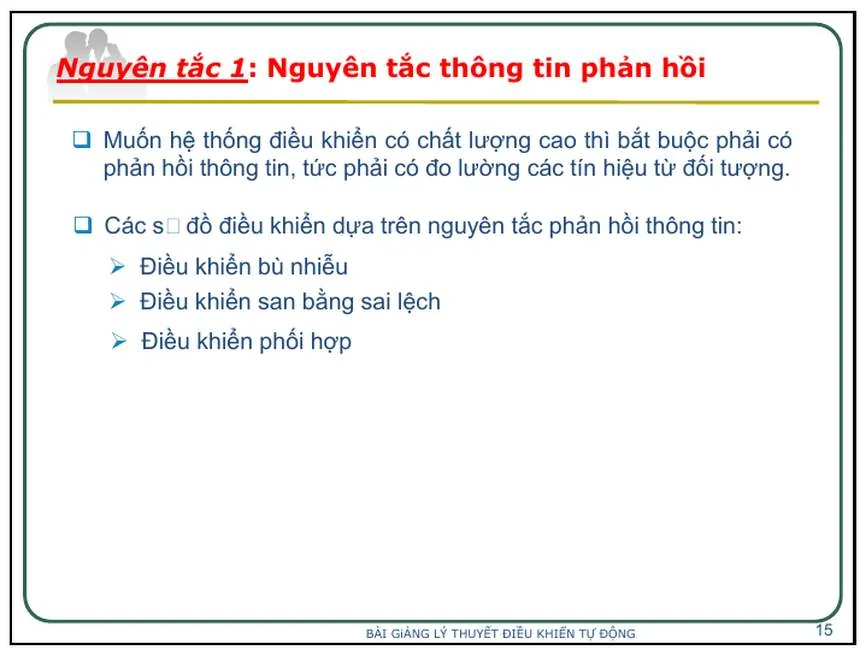 Nguyên tắc 1: Nguyên tắc thông tin phản hồi
❑ Muốn hệ thống điều khiển có chất lượng cao thì bắt buộc phải có
phản hồi thông tin, tức phải có đo lường các tín hiệu từ đối tượng.
❑ Các s□ đồ điều khiển dựa trên nguyên tắc phản hồi thông tin:
➢ Điều khiển bù nhiễu
➢ Điều khiển san bằng sai lệch
➢ Điều khiển phối hợp
BÀI GiẢNG LÝ THUYẾT ĐIỀU KHIỂN TỰ ĐỘNG
15